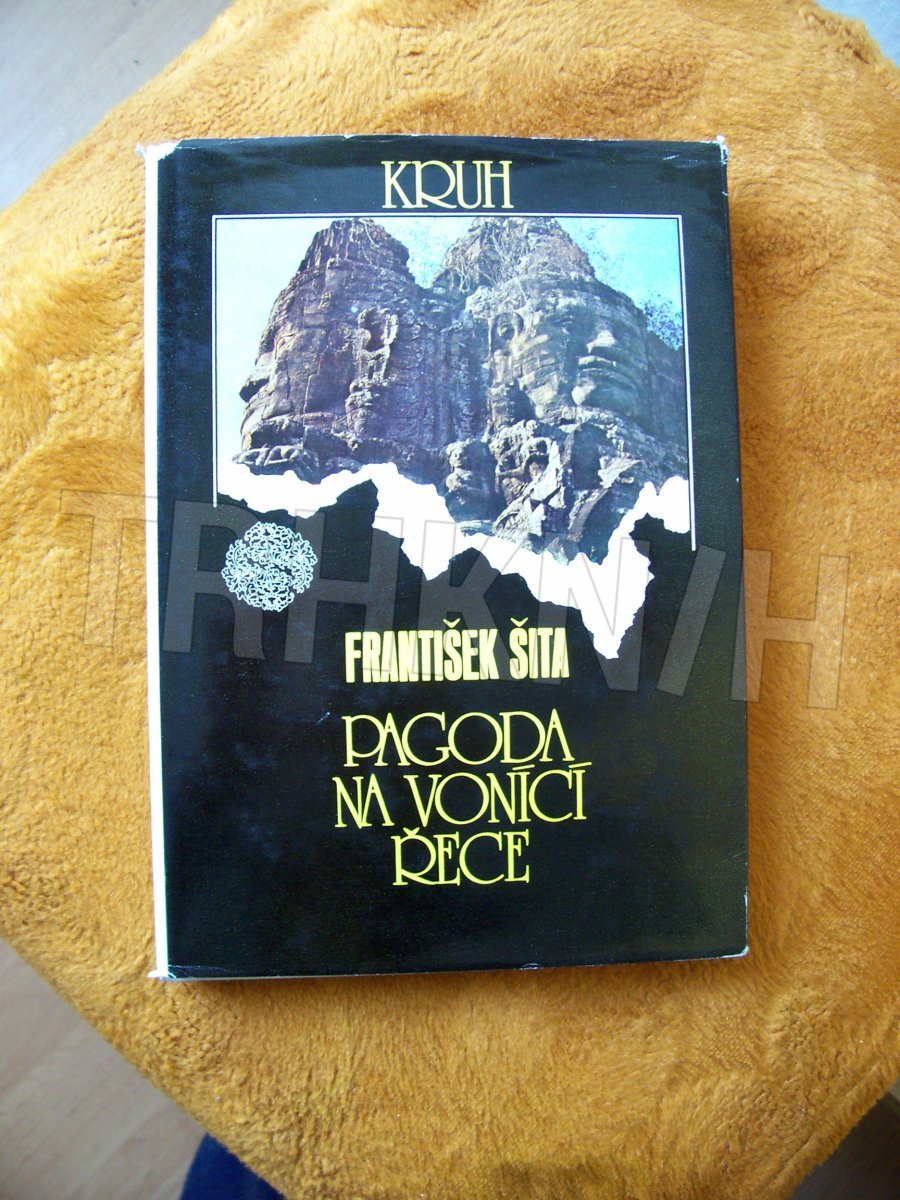 KRUH
TRHKNIH
FRANTIŠEK ŠITA
PAGODA
NA VONÍCÍ
ŘECE